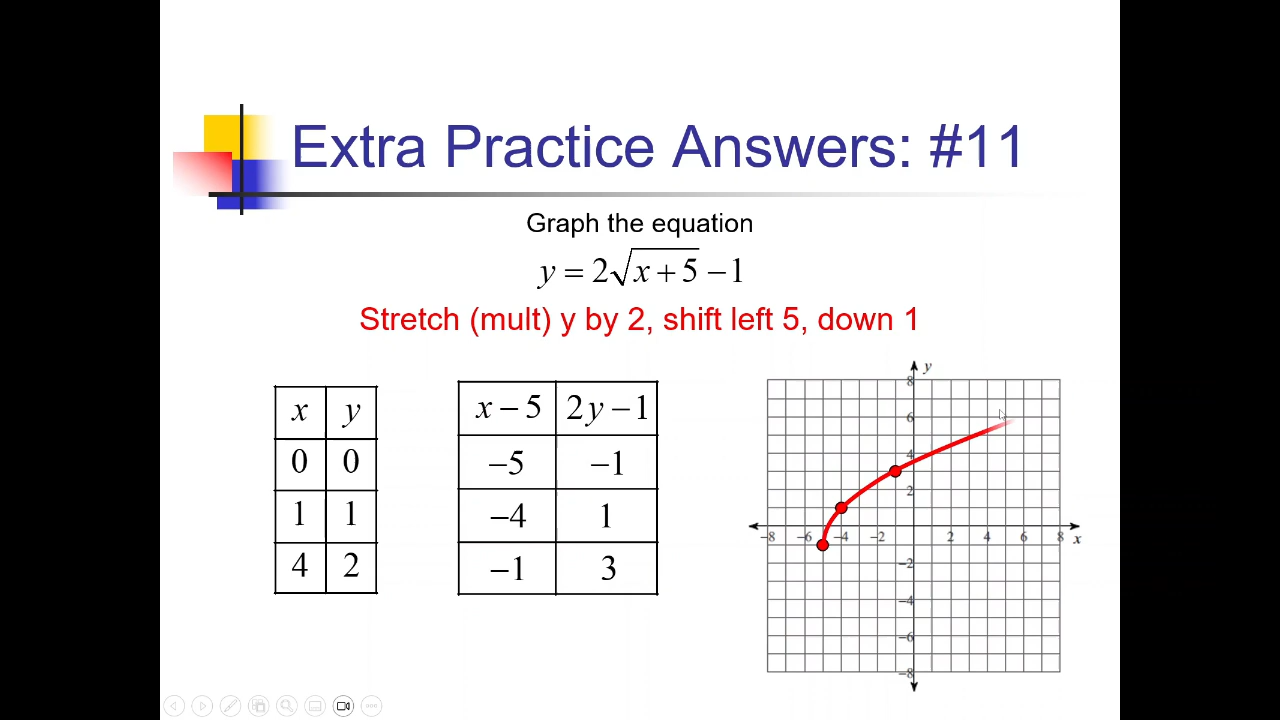 Extra Practice Answers: #11
Graph the equation
y = 2√(x + 5) − 1
Stretch (mult) y by 2, shift left 5, down 1
x y
0 0
1 1
4 2
x − 5 2y − 1
−5 −1
−4 1
−1 3
y
8
6
4
2
−8 −6 −4 −2 2 4 6 8 x
−2
−4
−6
−8